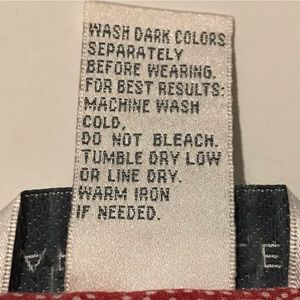 WASH DARK COLORS
SEPARATELY
BEFORE WEARING.
FOR BEST RESULTS:
MACHINE WASH
COLD,
DO NOT BLEACH.
TUMBLE DRY LOW
OR LINE DRY.
WARM IRON
IF NEEDED.